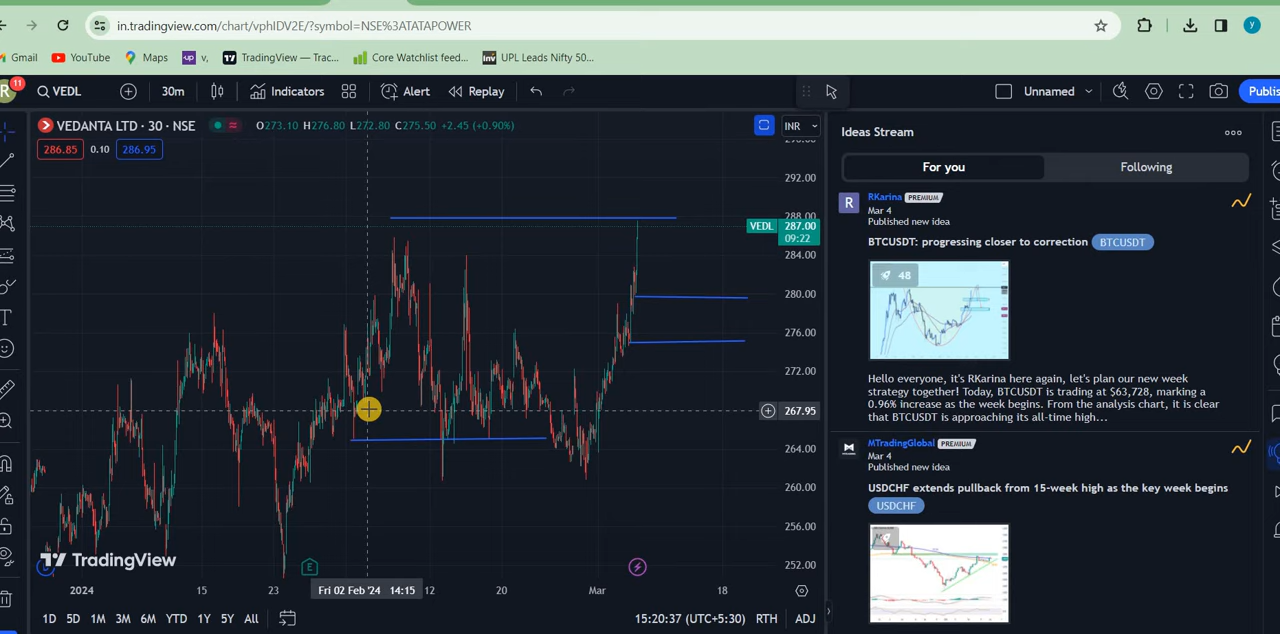 in.tradingview.com/chart/vphIDV2E/?symbol=NSE%3ATATAPOWER
y
Gmail YouTube Maps up v, TradingView — Trac... Core Watchlist feed... Inv UPL Leads Nifty 50...
R 11 VEDL 30m Indicators Alert Replay Unnamed Publis
VEDANTA LTD · 30 · NSE O273.10 H276.80 L272.80 C275.50 +2.45 (+0.90%) INR
286.85 0.10 286.95
292.00
288.00
VEDL 287.00
09:22
284.00
280.00
276.00
272.00
267.95
264.00
260.00
256.00
252.00
TradingView
E
2024 15 23 Fri 02 Feb '24 14:15 12 20 Mar 18
1D 5D 1M 3M 6M YTD 1Y 5Y All 15:20:37 (UTC+5:30) RTH ADJ
Ideas Stream
For you Following
R RKarina PREMIUM
Mar 4
Published new idea
BTCUSDT: progressing closer to correction BTCUSDT
48
Hello everyone, it's RKarina here again, let's plan our new week
strategy together! Today, BTCUSDT is trading at $63,728, marking a
0.96% increase as the week begins. From the analysis chart, it is clear
that BTCUSDT is approaching its all-time high...
MTradingGlobal PREMIUM
Mar 4
Published new idea
USDCHF extends pullback from 15-week high as the key week begins
USDCHF